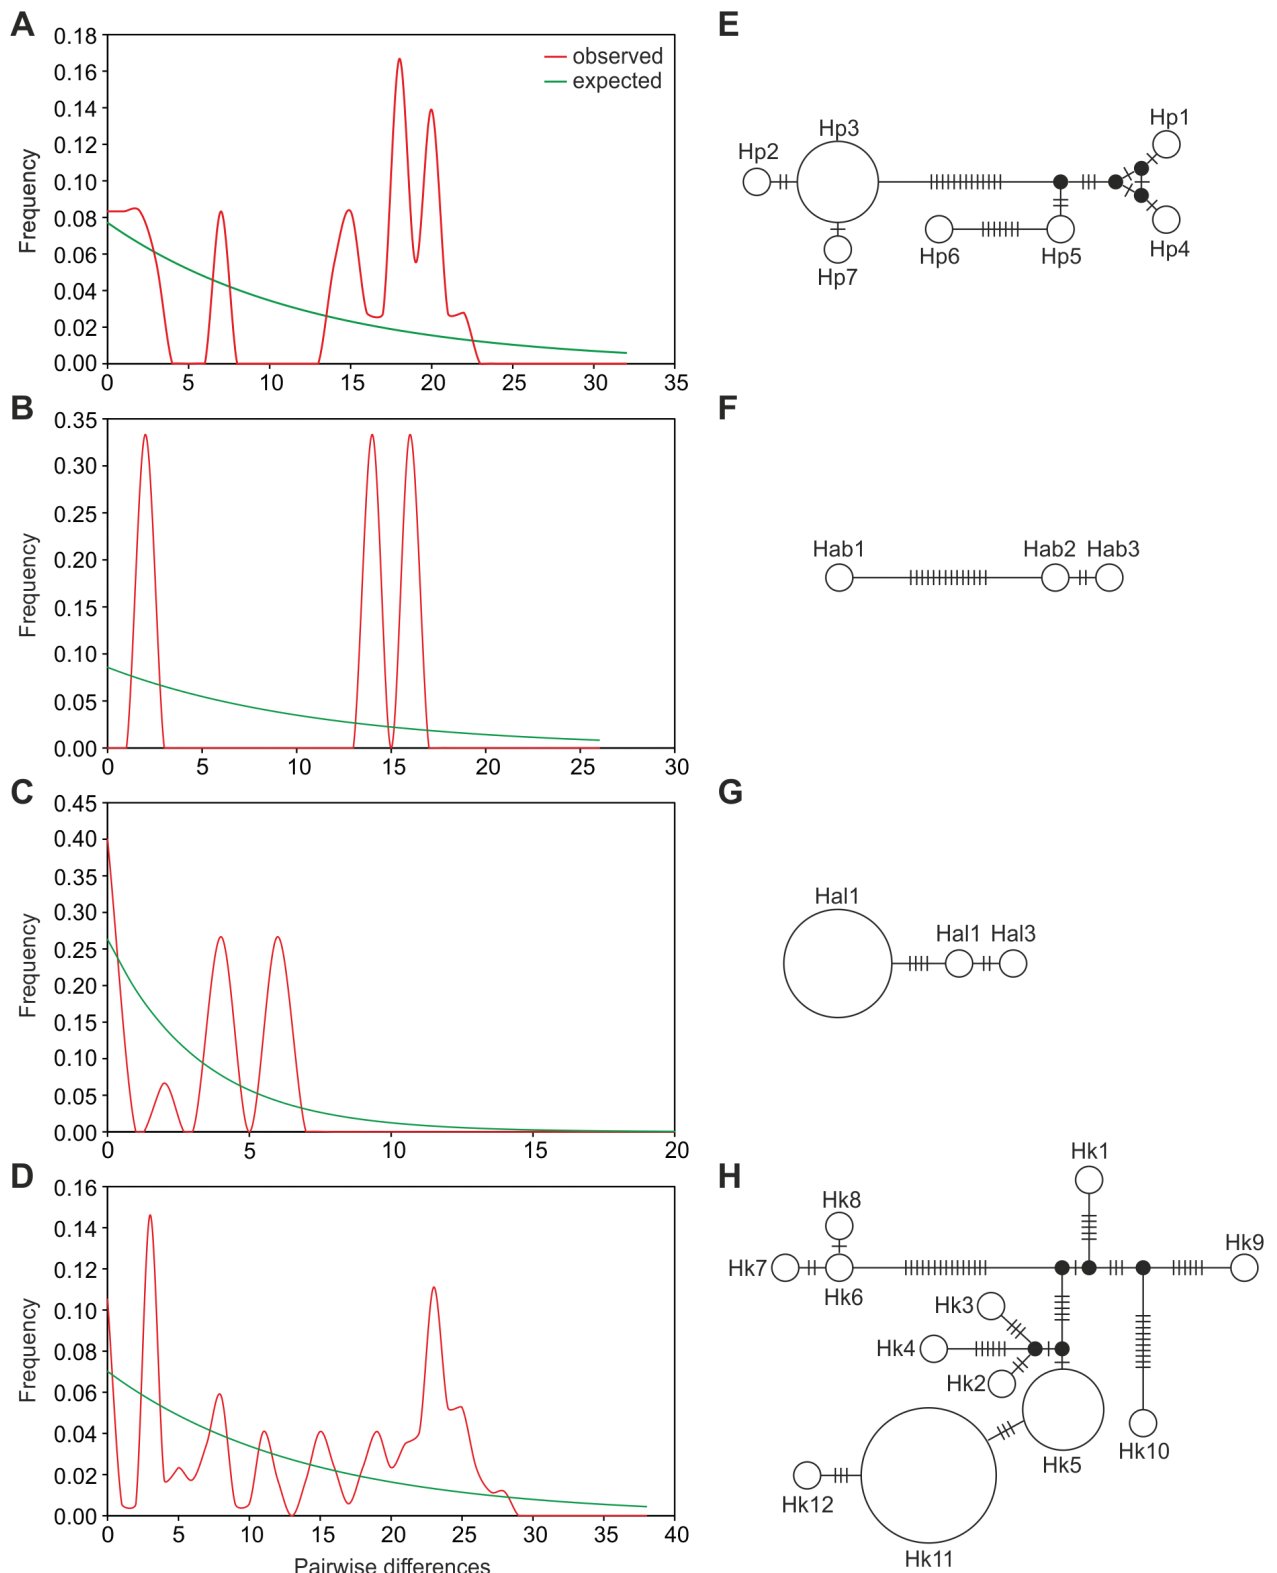 A
E
0.18
0.16
0.14
0.12
0.10
0.08
0.06
0.04
0.02
0.00
Frequency
observed
expected
0 5 10 15 20 25 30 35
Hp1
Hp3
Hp2
Hp4
Hp6
Hp5
Hp7
B
F
0.35
0.30
0.25
0.20
0.15
0.10
0.05
0.00
Frequency
0 5 10 15 20 25 30
Hab1
Hab2
Hab3
C
G
0.45
0.40
0.35
0.30
0.25
0.20
0.15
0.10
0.05
0.00
Frequency
0 5 10 15 20
Hal1
Hal1
Hal3
D
H
0.16
0.14
0.12
0.10
0.08
0.06
0.04
0.02
0.00
Frequency
0 5 10 15 20 25 30 35 40
Pairwise differences
Hk1
Hk8
Hk9
Hk7
Hk6
Hk3
Hk4
Hk2
Hk10
Hk5
Hk12
Hk11